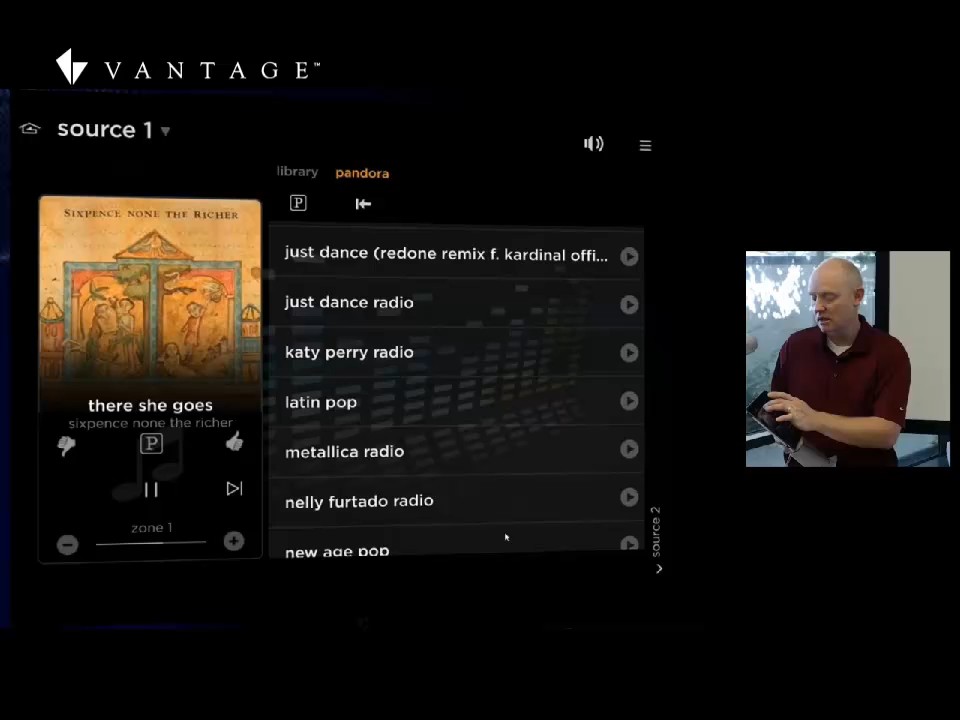 VANTAGE™
source 1
library pandora
P
SIXPENCE NONE THE RICHER
there she goes
sixpence none the richer
P
zone 1
just dance (redone remix f. kardinal offi...
just dance radio
katy perry radio
latin pop
metallica radio
nelly furtado radio
new age pop
source 2